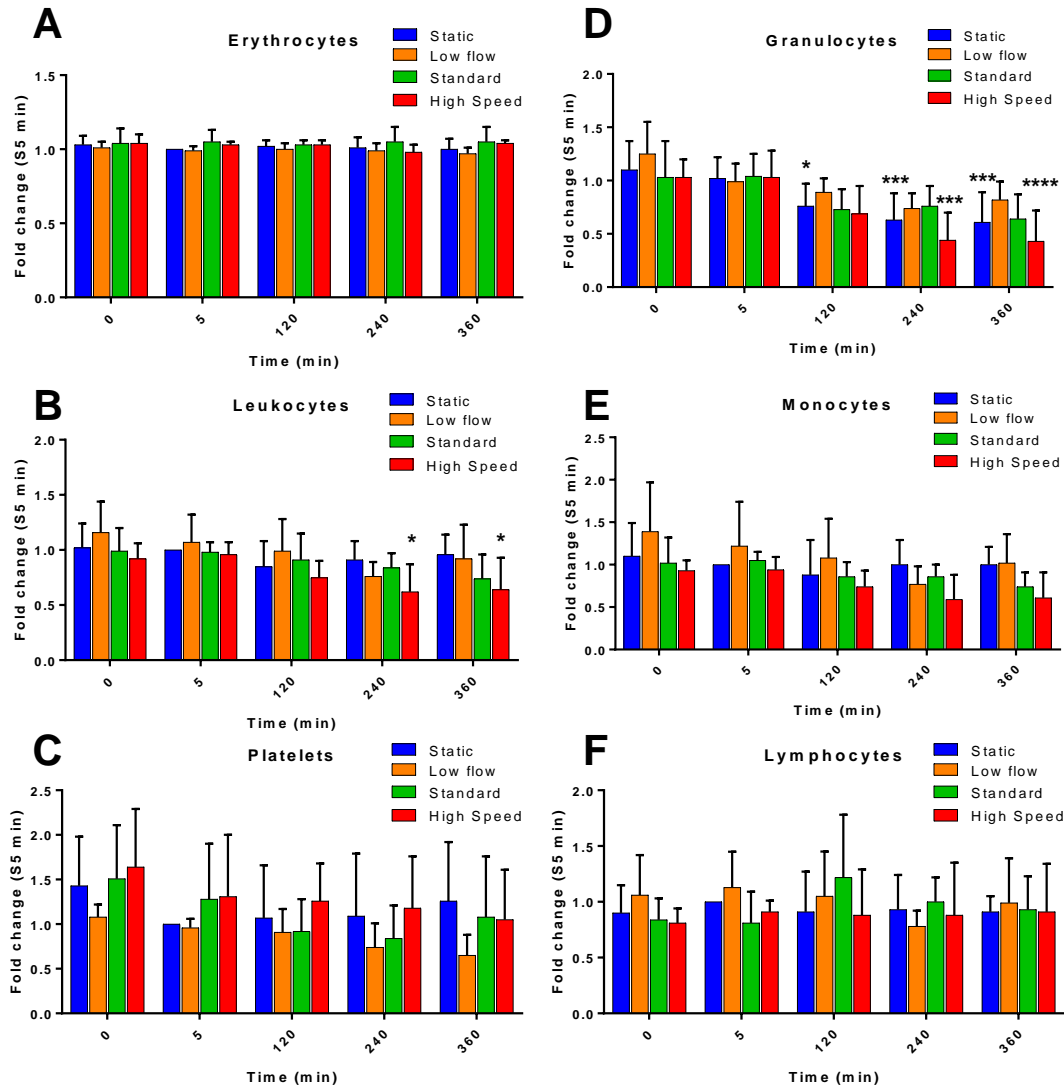 A
Erythrocytes
Static
Low flow
Standard
High Speed
Fold change (S5 min)
1.5
1.0
0.5
0.0
0
5
120
240
360
Time (min)
B
Leukocytes
Static
Low flow
Standard
High Speed
Fold change (S5 min)
2.0
1.5
1.0
0.5
0.0
*
*
0
5
120
240
360
Time (min)
C
Platelets
Static
Low flow
Standard
High Speed
Fold change (S5 min)
2.5
2.0
1.5
1.0
0.5
0.0
0
5
120
240
360
Time (min)
D
Granulocytes
Static
Low flow
Standard
High Speed
Fold change (S5 min)
2.0
1.5
1.0
0.5
0.0
*
***
***
***
****
0
5
120
240
360
Time (min)
E
Monocytes
Static
Low flow
Standard
High Speed
Fold change (S5 min)
2.5
2.0
1.5
1.0
0.5
0.0
0
5
120
240
360
Time (min)
F
Lymphocytes
Static
Low flow
Standard
High Speed
Fold change (S5 min)
2.0
1.5
1.0
0.5
0.0
0
5
120
240
360
Time (min)